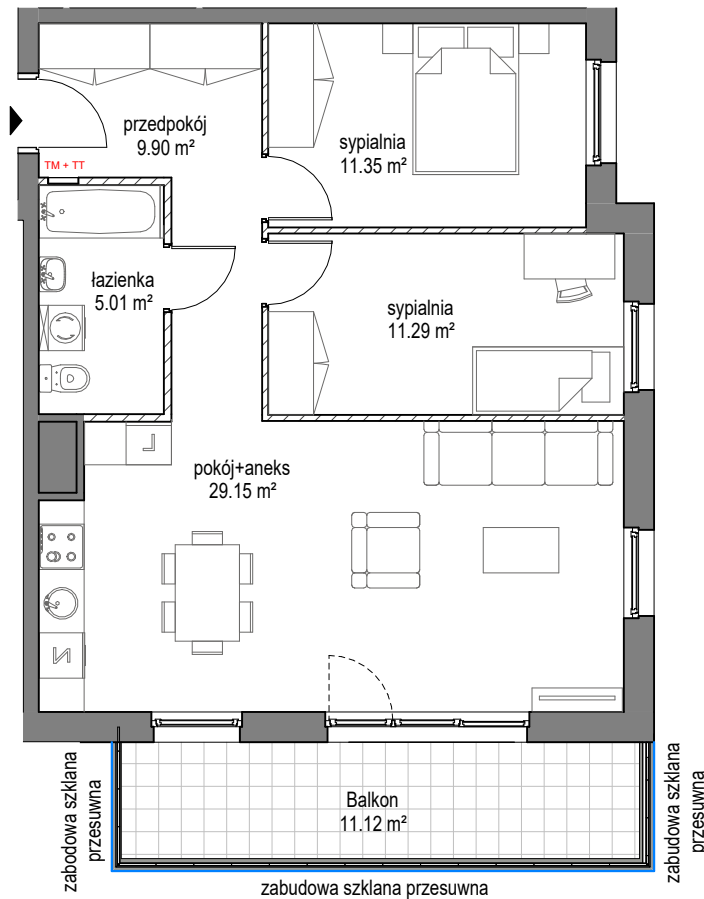 przedpokój
9.90 m²
TM + TT
sypialnia
11.35 m²
łazienka
5.01 m²
sypialnia
11.29 m²
L
pokój+aneks
29.15 m²
Z
Balkon
11.12 m²
zabodowa szklana
przesuwna
zabudowa szklana
przesuwna
zabudowa szklana przesuwna